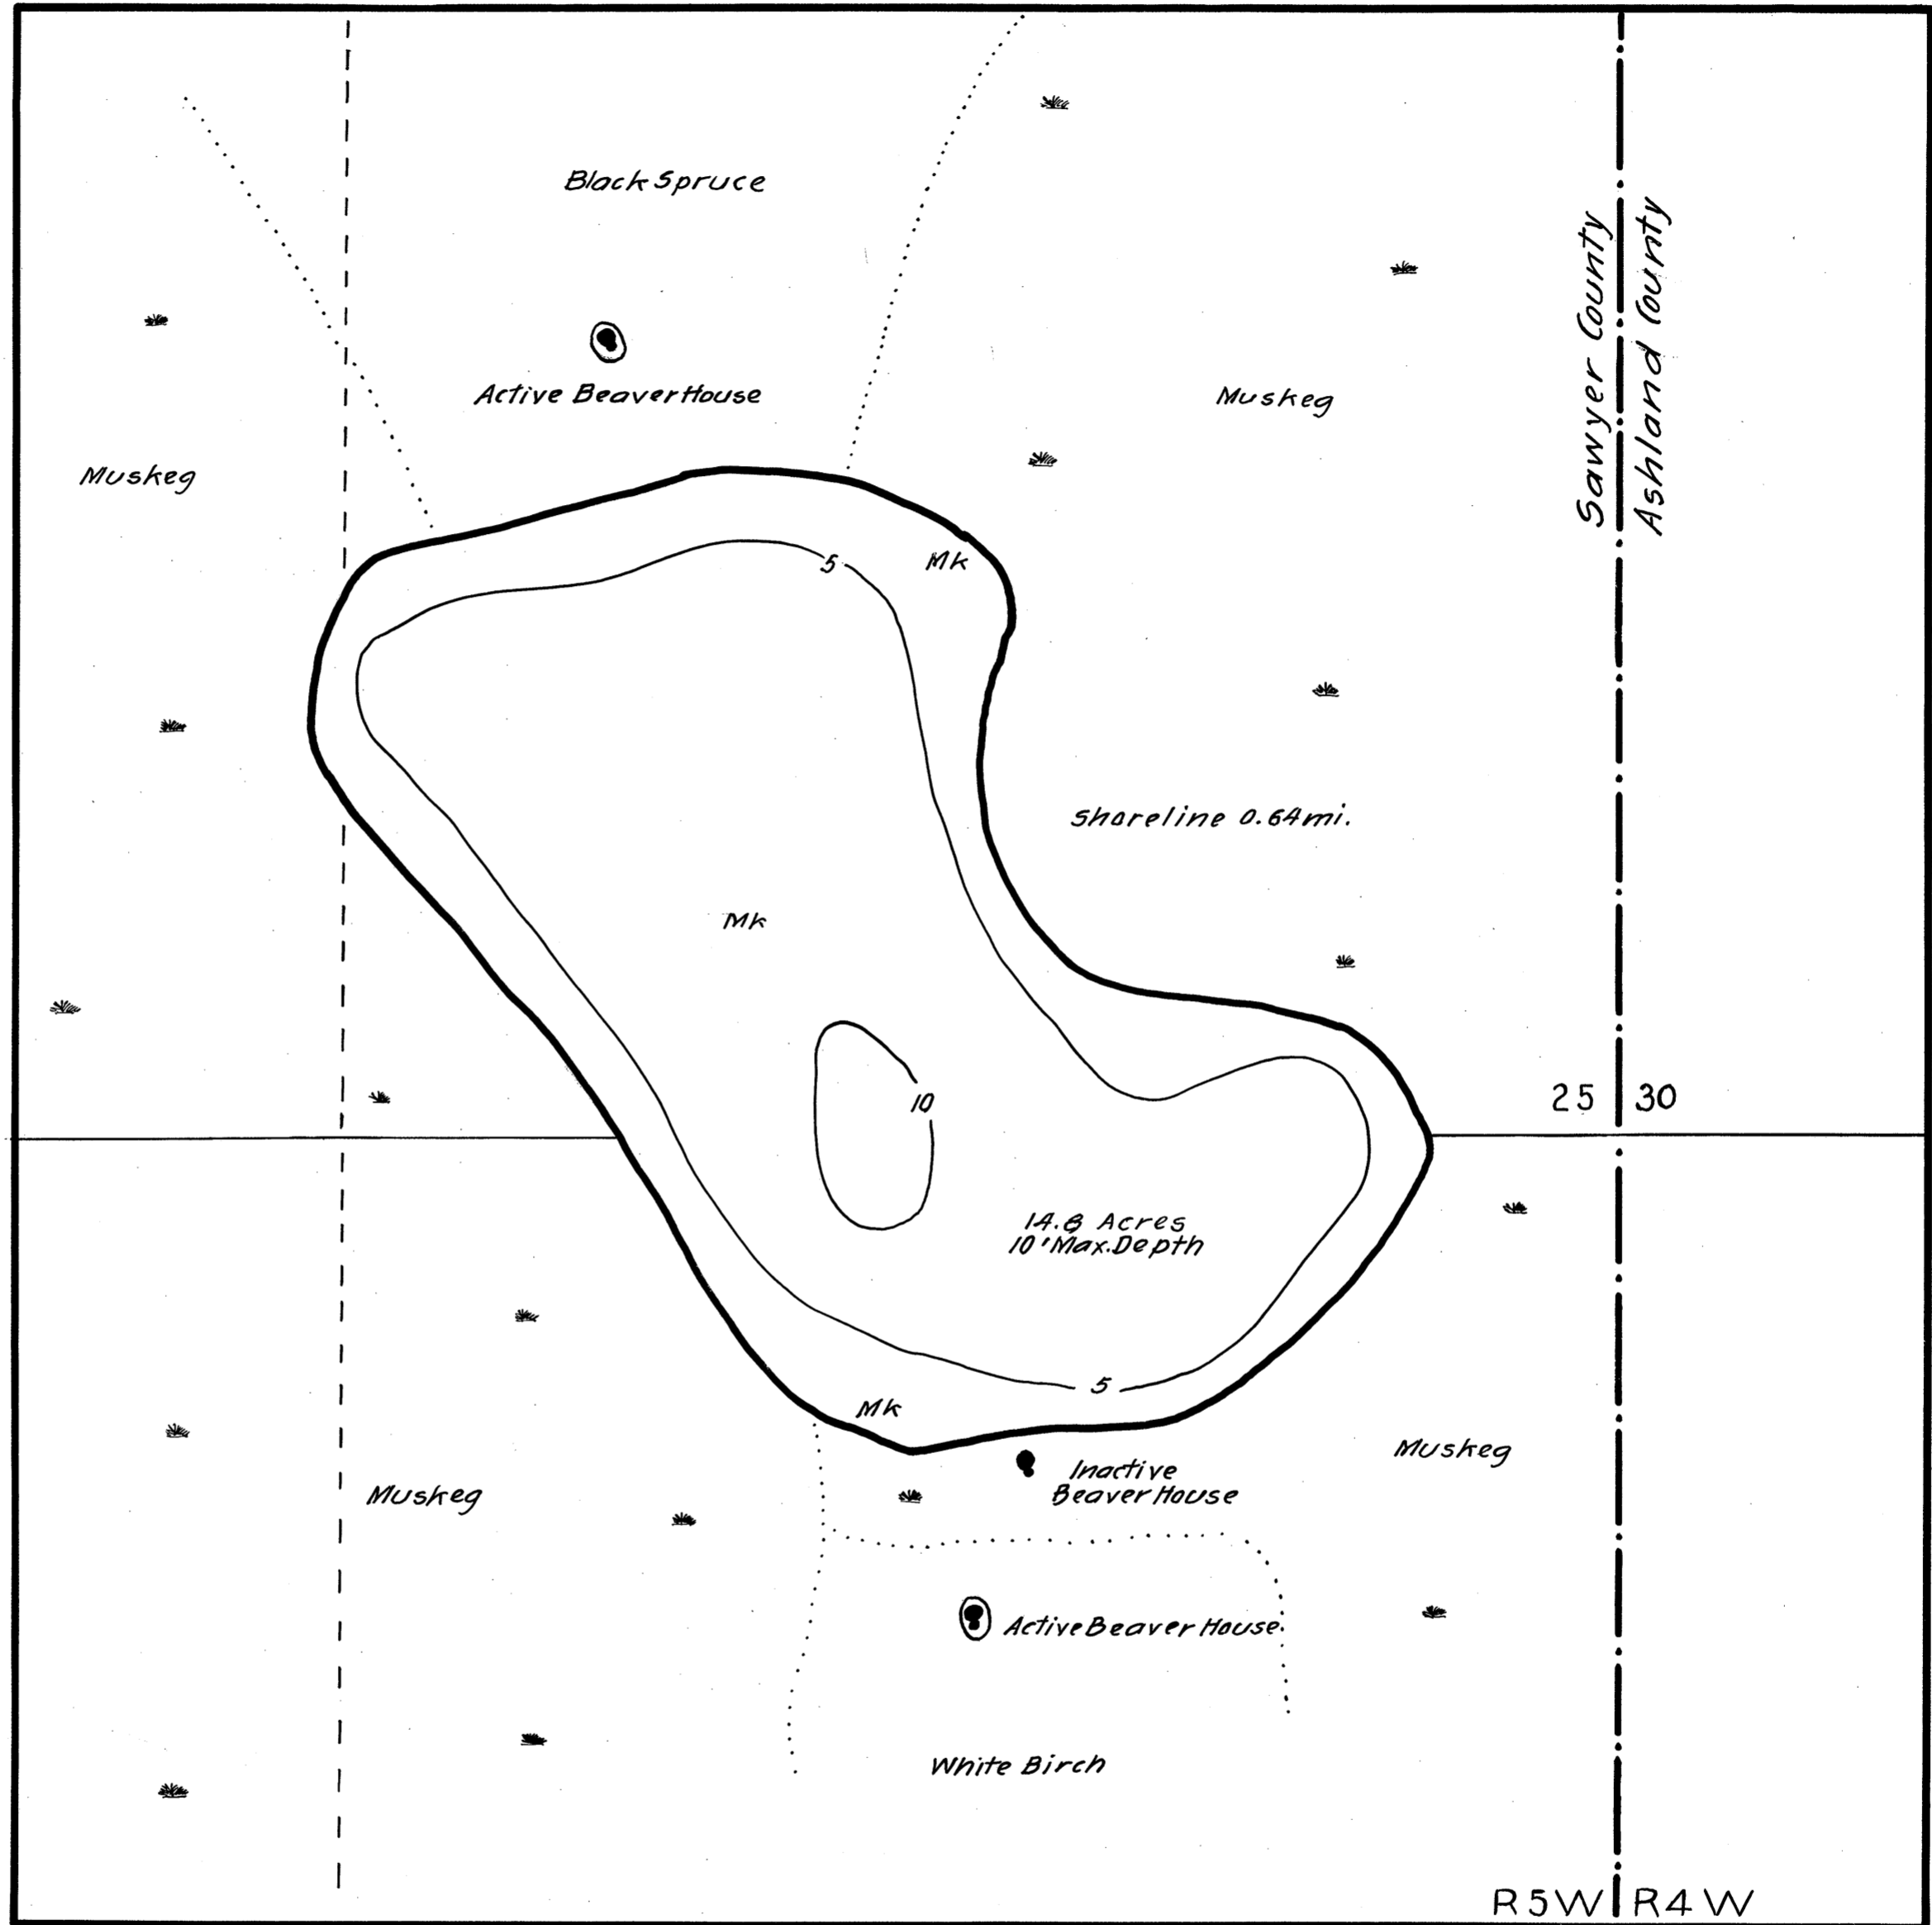 Black Spruce
Sawyer County
Ashland County
Active Beaver House
Muskeg
Muskeg
5
Mk
Shoreline 0.64 mi.
Mk
10
25
30
14.8 Acres
10' Max. Depth
5
Mk
Muskeg
Inactive
Beaver House
Muskeg
Active Beaver House
White Birch
R5W
R4W